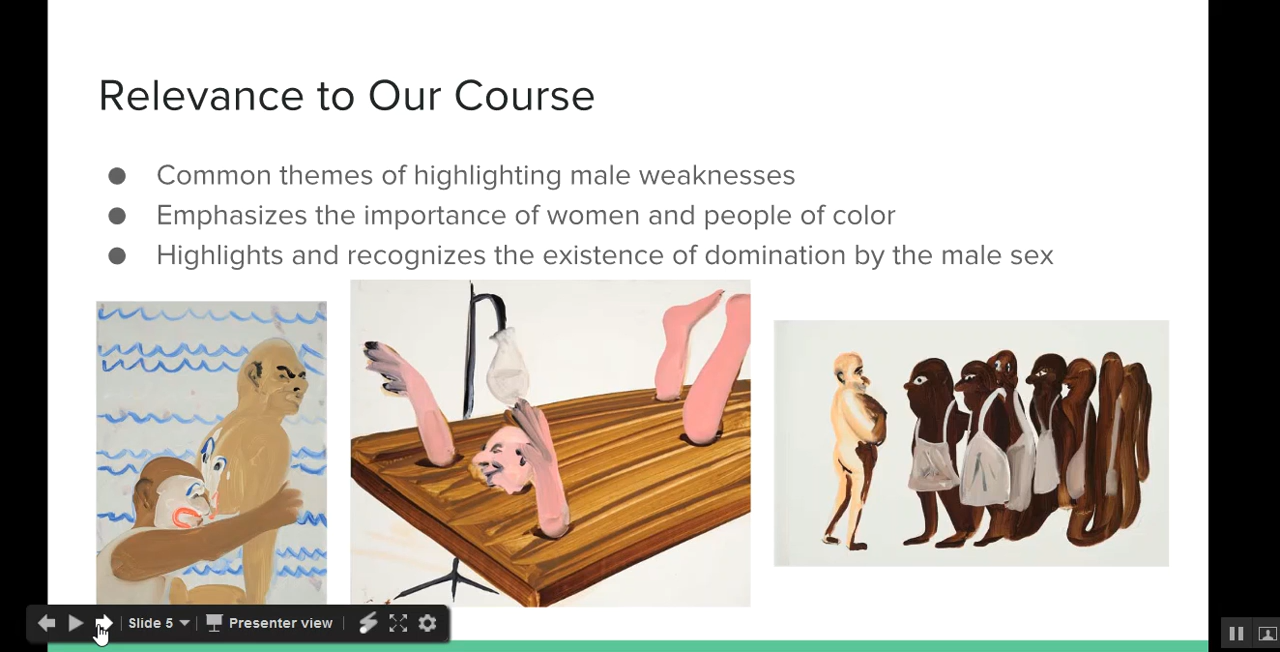 Relevance to Our Course
● Common themes of highlighting male weaknesses
● Emphasizes the importance of women and people of color
● Highlights and recognizes the existence of domination by the male sex
Slide 5 Presenter view